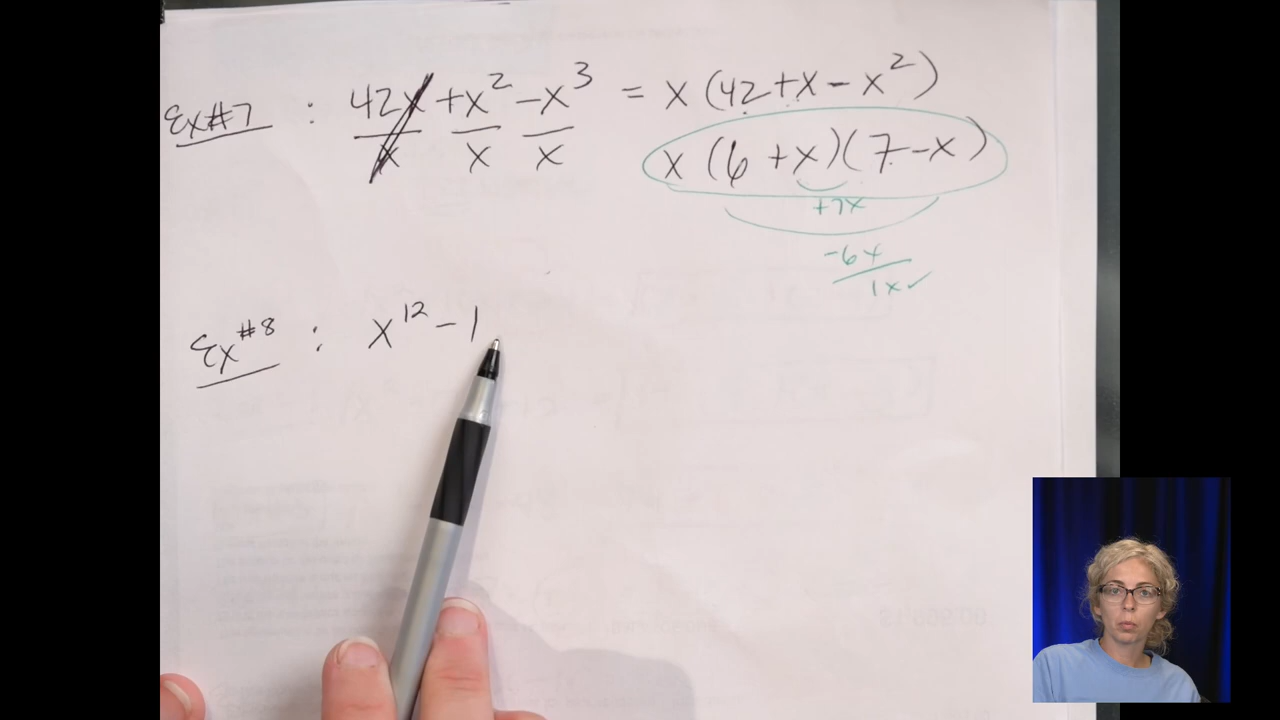 Ex#7 : 42x/x + x²/x - x³/x = x (42 + x - x²)
x (6 + x)(7 - x)
+7x
-6x
1x ✓
Ex#8 : x¹² - 1